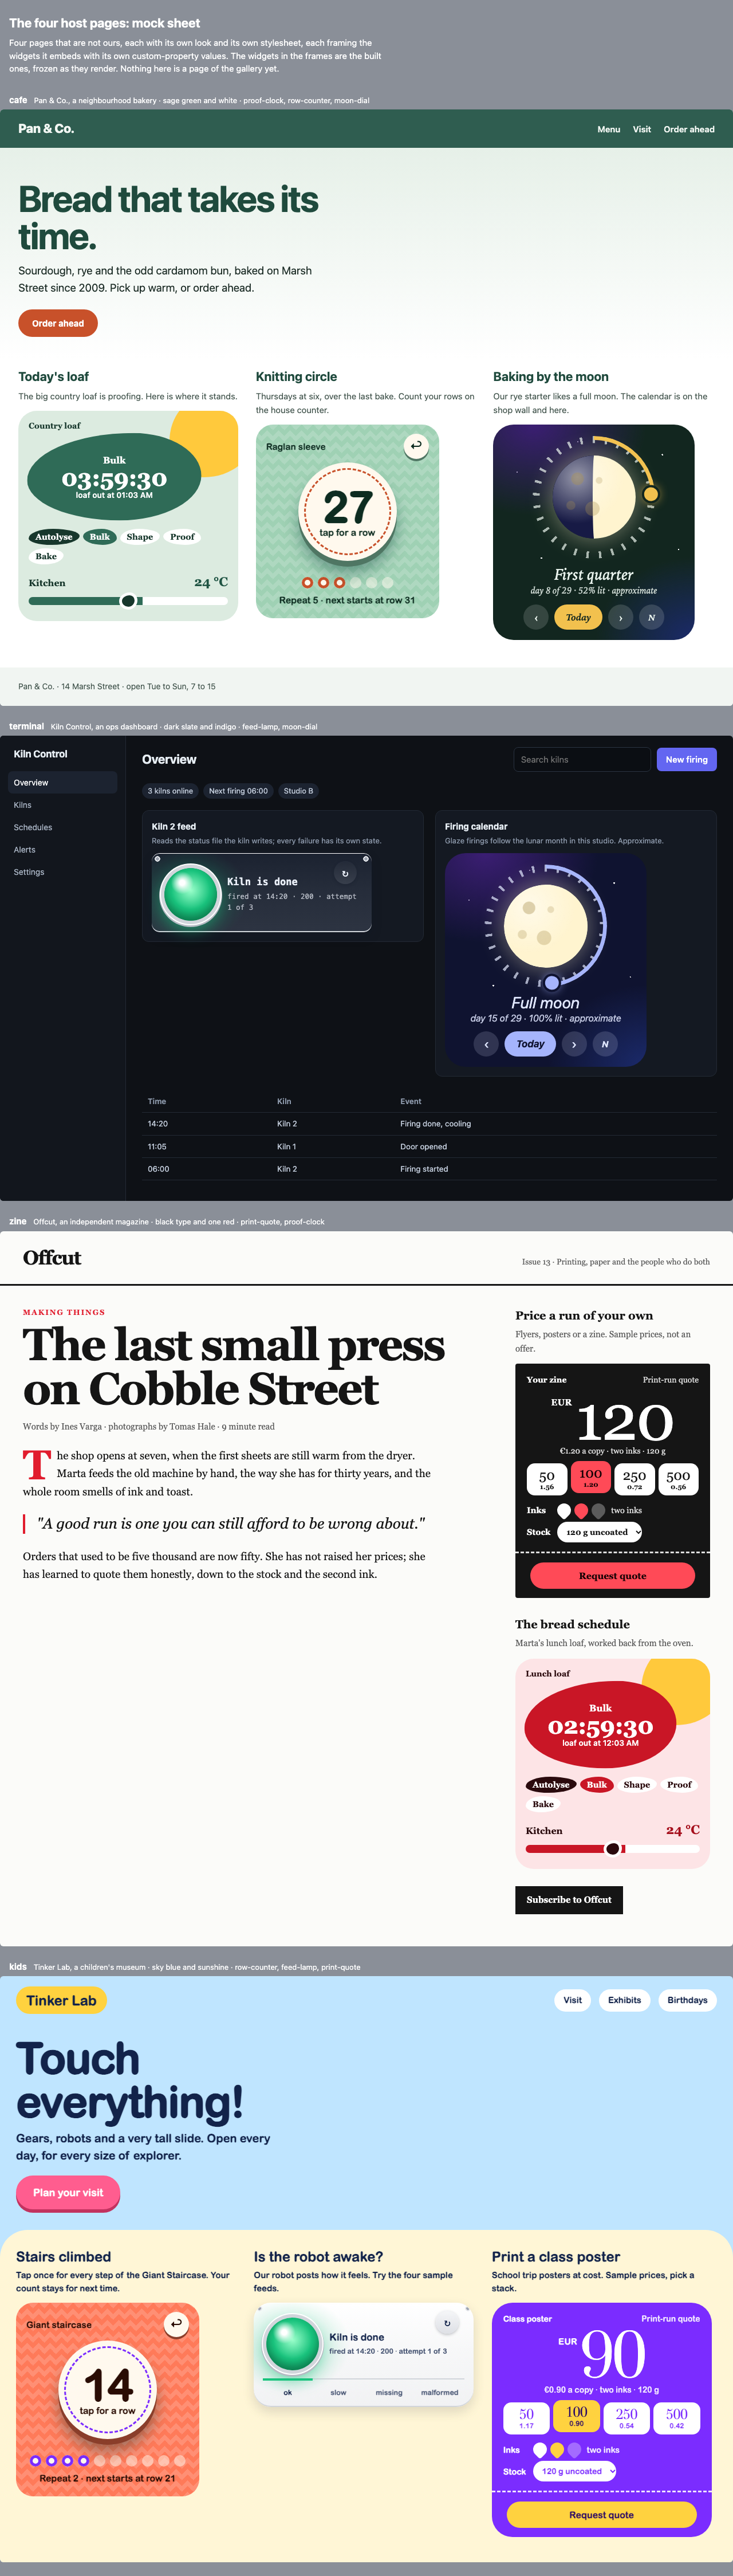 The four host pages: mock sheet
Four pages that are not ours, each with its own look and its own stylesheet, each framing the
widgets it embeds with its own custom-property values. The widgets in the frames are the built
ones, frozen as they render. Nothing here is a page of the gallery yet.
cafe Pan & Co., a neighbourhood bakery · sage green and white · proof-clock, row-counter, moon-dial
Pan & Co.
Menu Visit Order ahead
Bread that takes its
time.
Sourdough, rye and the odd cardamom bun, baked on Marsh
Street since 2009. Pick up warm, or order ahead.
Order ahead
Today's loaf
The big country loaf is proofing. Here is where it stands.
Country loaf
Bulk
03:59:30
loaf out at 01:03 AM
Autolyse Bulk Shape Proof
Bake
Kitchen 24 °C
Knitting circle
Thursdays at six, over the last bake. Count your rows on
the house counter.
Raglan sleeve
↩
27
tap for a row
Repeat 5 · next starts at row 31
Baking by the moon
Our rye starter likes a full moon. The calendar is on the
shop wall and here.
First quarter
day 8 of 29 · 52% lit · approximate
‹ Today › N
Pan & Co. · 14 Marsh Street · open Tue to Sun, 7 to 15
terminal Kiln Control, an ops dashboard · dark slate and indigo · feed-lamp, moon-dial
Kiln Control
Overview
Kilns
Schedules
Alerts
Settings
Overview
Search kilns
New firing
3 kilns online Next firing 06:00 Studio B
Kiln 2 feed
Reads the status file the kiln writes; every failure has its own state.
Kiln is done
↻
fired at 14:20 · 200 · attempt
1 of 3
Firing calendar
Glaze firings follow the lunar month in this studio. Approximate.
Full moon
day 15 of 29 · 100% lit · approximate
‹ Today › N
Time Kiln Event
14:20 Kiln 2 Firing done, cooling
11:05 Kiln 1 Door opened
06:00 Kiln 2 Firing started
zine Offcut, an independent magazine · black type and one red · print-quote, proof-clock
Offcut
Issue 13 · Printing, paper and the people who do both
MAKING THINGS
The last small press
on Cobble Street
Words by Ines Varga · photographs by Tomas Hale · 9 minute read
The shop opens at seven, when the first sheets are still warm from the dryer.
Marta feeds the old machine by hand, the way she has for thirty years, and the
whole room smells of ink and toast.
"A good run is one you can still afford to be wrong about."
Orders that used to be five thousand are now fifty. She has not raised her prices; she
has learned to quote them honestly, down to the stock and the second ink.
Price a run of your own
Flyers, posters or a zine. Sample prices, not an
offer.
Your zine Print-run quote
EUR 120
€1.20 a copy · two inks · 120 g
50 100 250 500
1.56 1.20 0.72 0.56
Inks two inks
Stock 120 g uncoated
Request quote
The bread schedule
Marta's lunch loaf, worked back from the oven.
Lunch loaf
Bulk
02:59:30
loaf out at 12:03 AM
Autolyse Bulk Shape Proof
Bake
Kitchen 24 °C
Subscribe to Offcut
kids Tinker Lab, a children's museum · sky blue and sunshine · row-counter, feed-lamp, print-quote
Tinker Lab
Visit Exhibits Birthdays
Touch
everything!
Gears, robots and a very tall slide. Open every
day, for every size of explorer.
Plan your visit
Stairs climbed
Tap once for every step of the Giant Staircase. Your
count stays for next time.
Giant staircase
↩
14
tap for a row
Repeat 2 · next starts at row 21
Is the robot awake?
Our robot posts how it feels. Try the four sample
feeds.
Kiln is done
↻
fired at 14:20 · 200 · attempt 1 of 3
ok slow missing malformed
Print a class poster
School trip posters at cost. Sample prices, pick a
stock.
Class poster Print-run quote
EUR 90
€0.90 a copy · two inks · 120 g
50 100 250 500
1.17 0.90 0.54 0.42
Inks two inks
Stock 120 g uncoated
Request quote